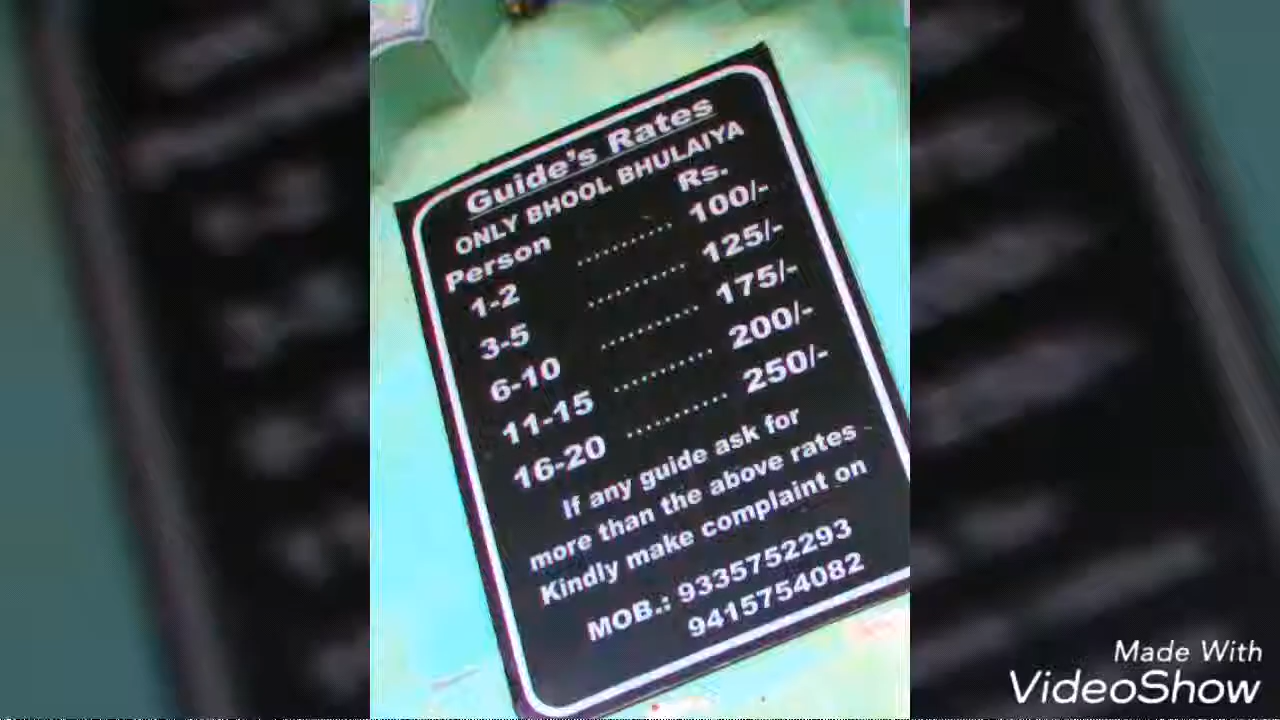 Guide's Rates
ONLY BHOOL BHULAIYA
Person Rs.
1-2 ........... 100/-
3-5 ........... 125/-
6-10 ........... 175/-
11-15 ........... 200/-
16-20 ........... 250/-
If any guide ask for
more than the above rates
Kindly make complaint on
MOB.: 9335752293
9415754082
Made With
VideoShow